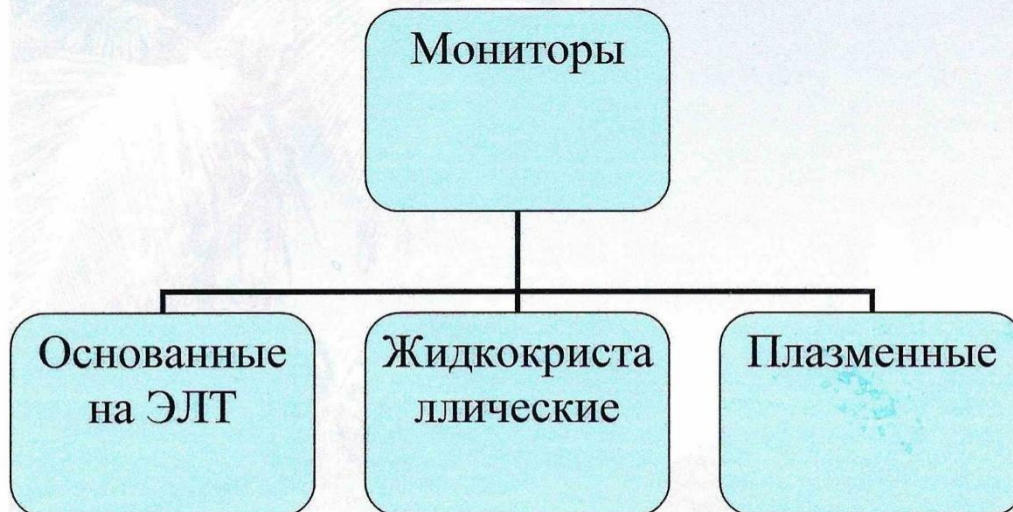 Мониторы
Основанные
на ЭЛТ
Жидкокриста
ллические
Плазменные